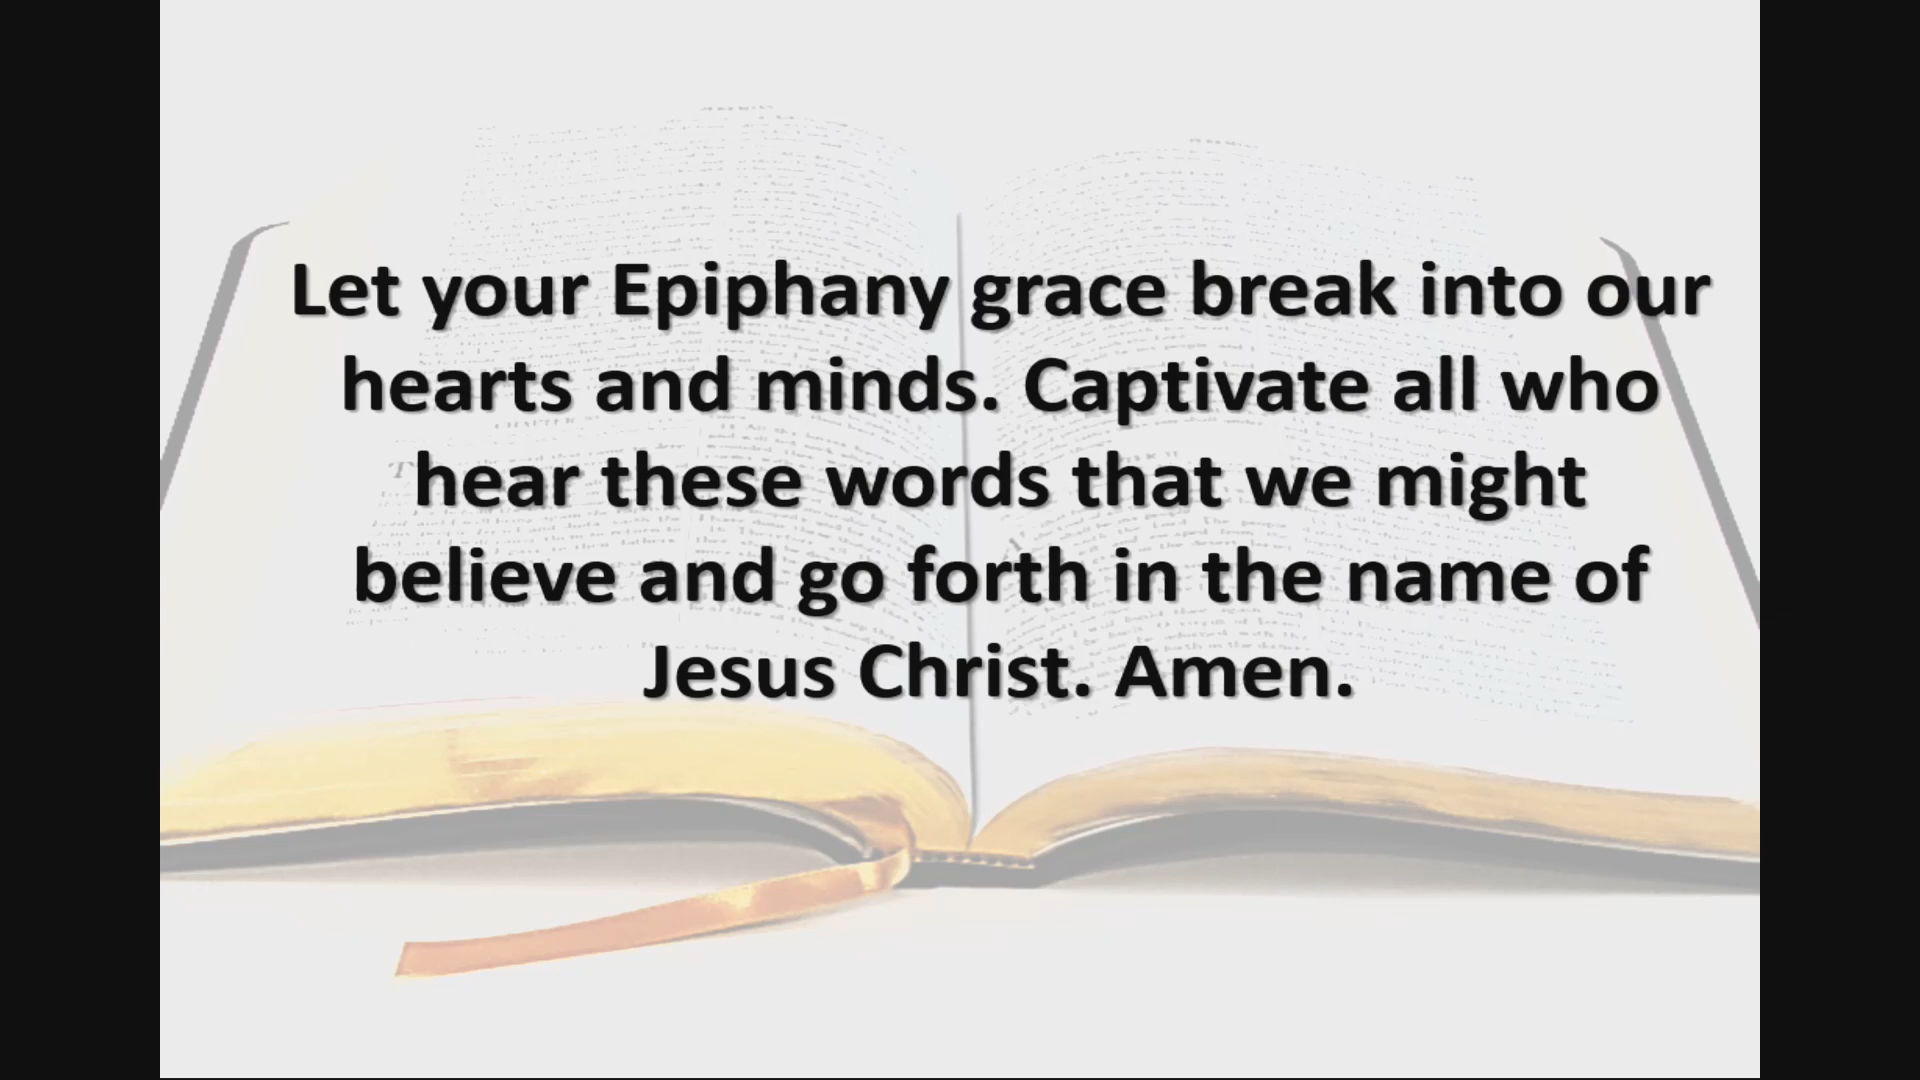 Let your Epiphany grace break into our
hearts and minds. Captivate all who
hear these words that we might
believe and go forth in the name of
Jesus Christ. Amen.